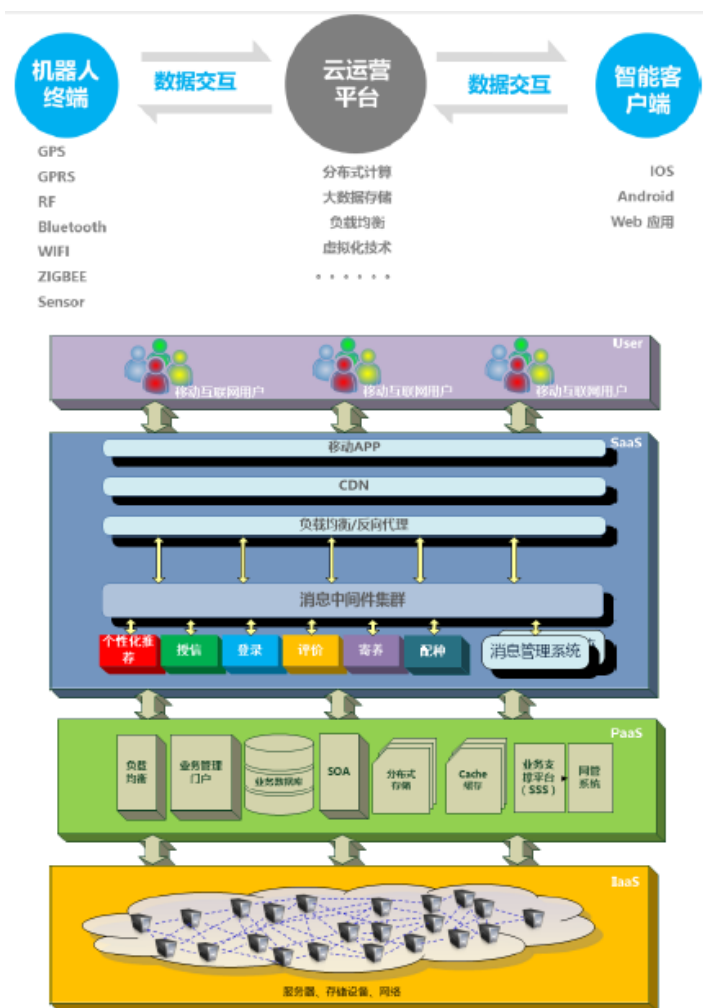 机器人
终端
数据交互
云运营
平台
数据交互
智能客
户端
GPS
GPRS
RF
Bluetooth
WIFI
ZIGBEE
Sensor
分布式计算
大数据存储
负载均衡
虚拟化技术
。。。。。。
IOS
Android
Web 应用
User
移动互联网用户
移动互联网用户
移动互联网用户
SaaS
移动APP
CDN
负载均衡/反向代理
消息中间件集群
个性化推
荐
授信
登录
评价
寄养
配种
消息管理系统
PaaS
负载
均衡
业务管理
门户
业务数据库
SOA
分布式
存储
Cache
缓存
业务支
撑平台
（SSS）
网管
系统
IaaS
服务器、存储设备、网络